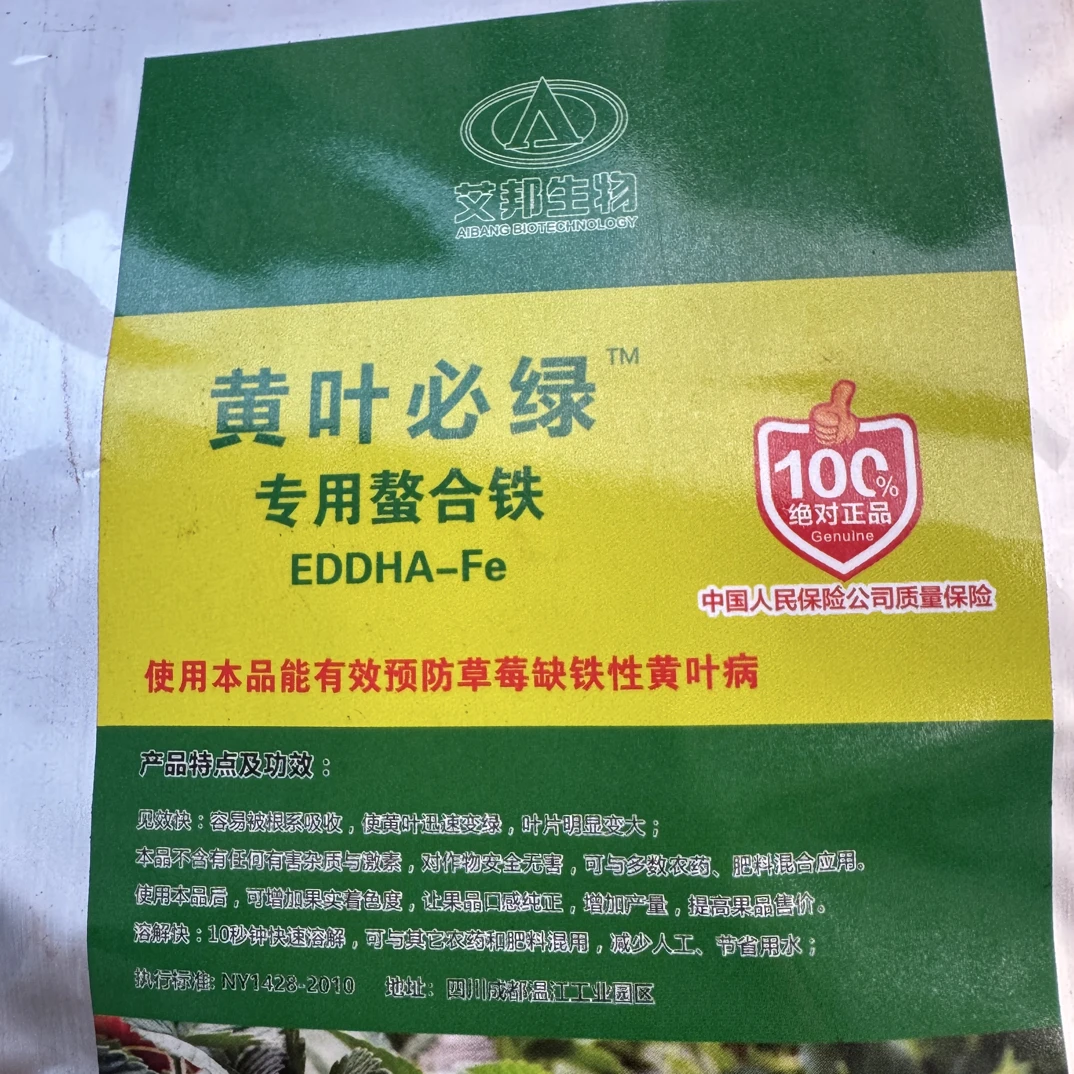 艾邦生物
AIBANG BIOTECHNOLOGY
黄叶必绿™
专用螯合铁
EDDHA-Fe
100%
绝对正品
Genuine
中国人民保险公司质量保险
使用本品能有效预防草莓缺铁性黄叶病
产品特点及功效：
见效快：容易被根系吸收，使黄叶迅速变绿，叶片明显变大；
本品不含有任何有害杂质与激素，对作物安全无害，可与多数农药、肥料混合应用。
使用本品后，可增加果实着色度，让果品口感纯正，增加产量，提高果品售价。
溶解快：10秒钟快速溶解，可与其它农药和肥料混用，减少人工、节省用水；
执行标准: NY1428-2010 地址：四川成都温江工业园区